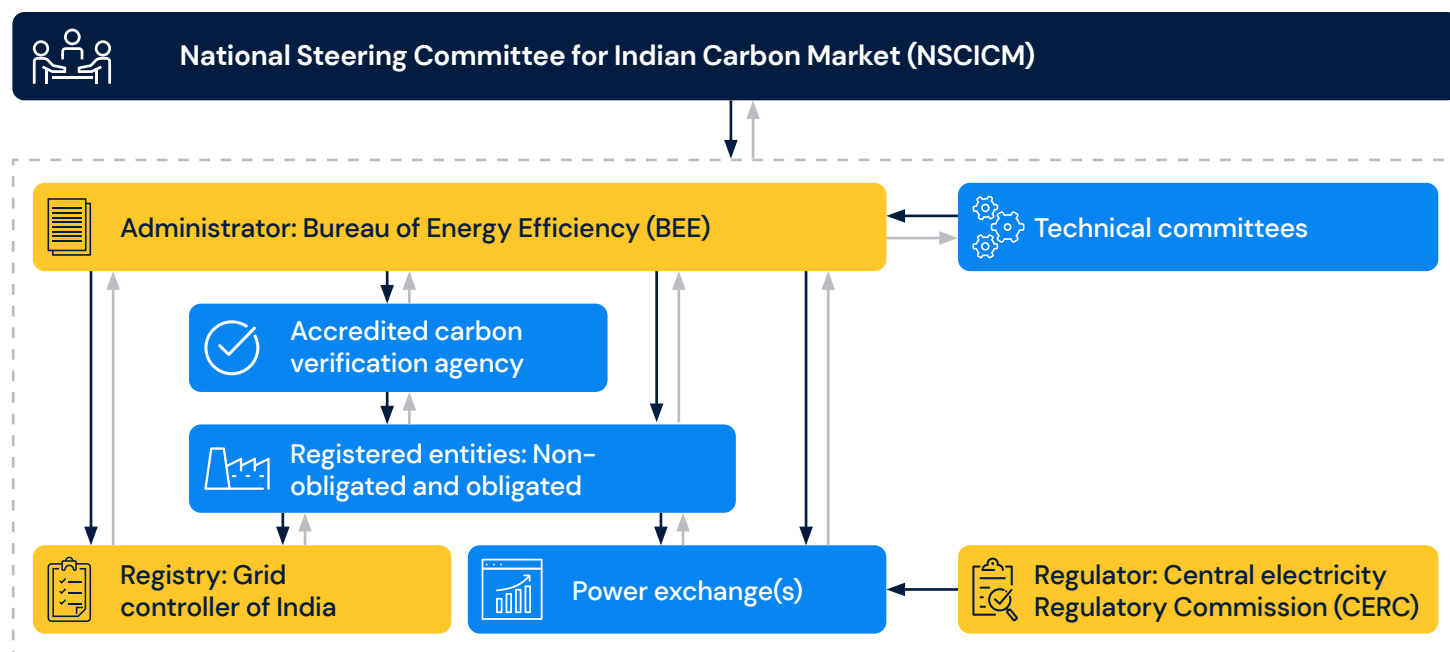 National Steering Committee for Indian Carbon Market (NSCICM)
Administrator: Bureau of Energy Efficiency (BEE)
Technical committees
Accredited carbon
verification agency
Registered entities: Non-
obligated and obligated
Registry: Grid
controller of India
Power exchange(s)
Regulator: Central electricity
Regulatory Commission (CERC)